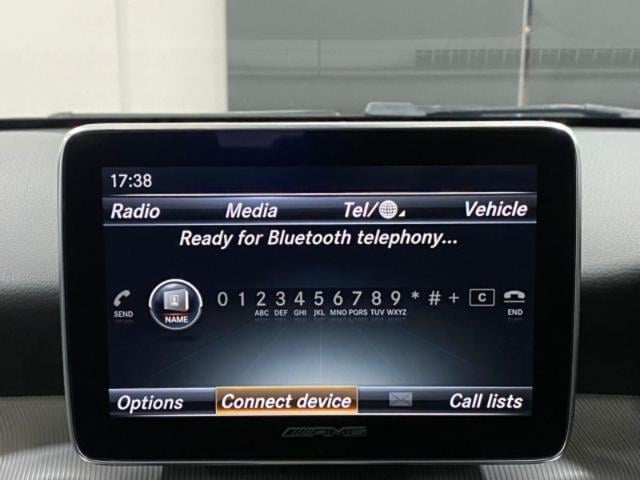 17:38
Radio Media Tel/ Vehicle
Ready for Bluetooth telephony...
0 1 2 3 4 5 6 7 8 9 * # + C
ABC DEF GHI JKL MNO PQRS TUV WXYZ
SEND NAME END
Options Connect device Call lists
AMG